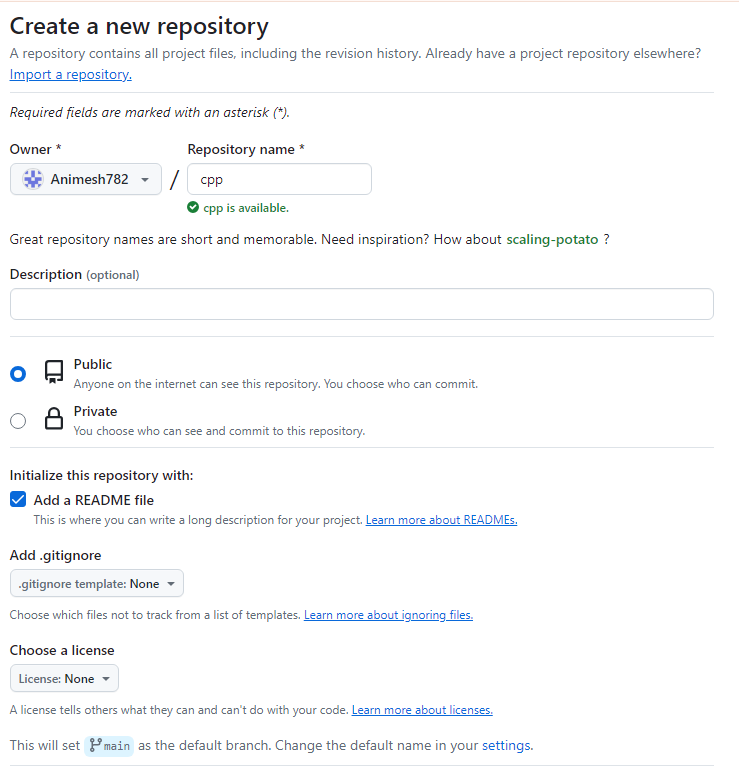 Create a new repository
A repository contains all project files, including the revision history. Already have a project repository elsewhere?
Import a repository.
Required fields are marked with an asterisk (*).
Owner * Repository name *
Animesh782 / cpp
cpp is available.
Great repository names are short and memorable. Need inspiration? How about scaling-potato ?
Description (optional)
Public
Anyone on the internet can see this repository. You choose who can commit.
Private
You choose who can see and commit to this repository.
Initialize this repository with:
Add a README file
This is where you can write a long description for your project. Learn more about READMEs.
Add .gitignore
.gitignore template: None
Choose which files not to track from a list of templates. Learn more about ignoring files.
Choose a license
License: None
A license tells others what they can and can't do with your code. Learn more about licenses.
This will set main as the default branch. Change the default name in your settings.